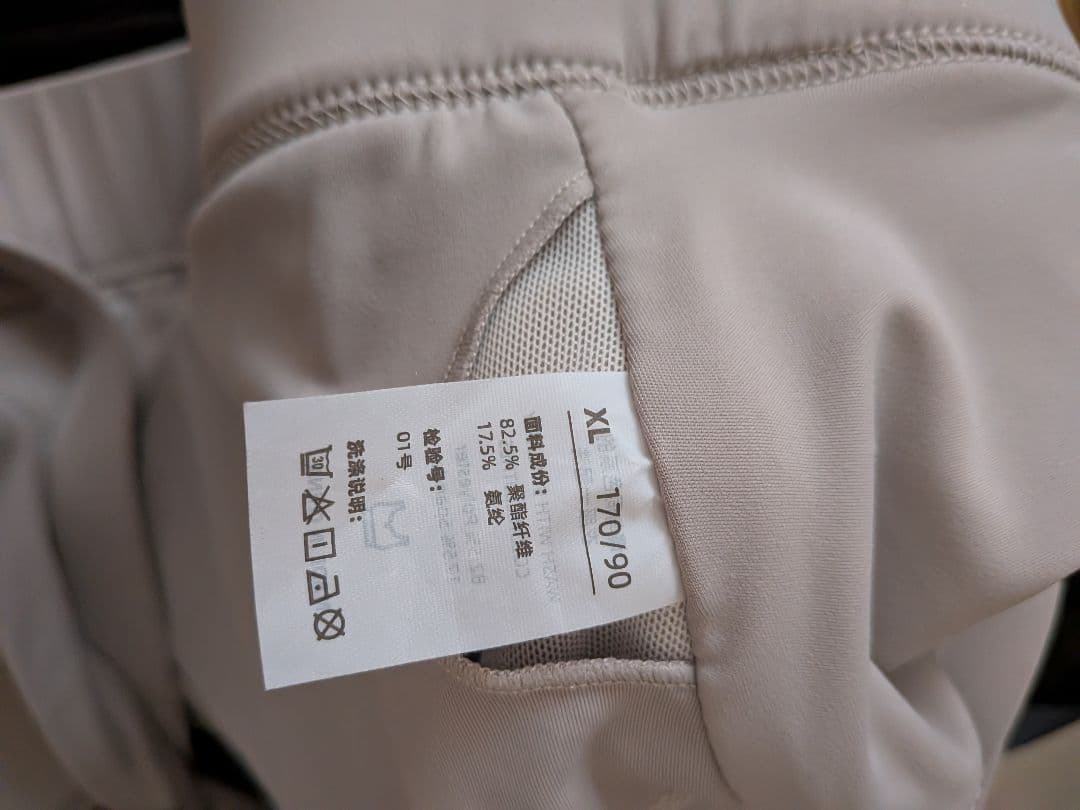 XL 170/90
面料成份:
82.5% 聚酯纤维
17.5% 氨纶
检验号:
01号
洗涤说明:
30